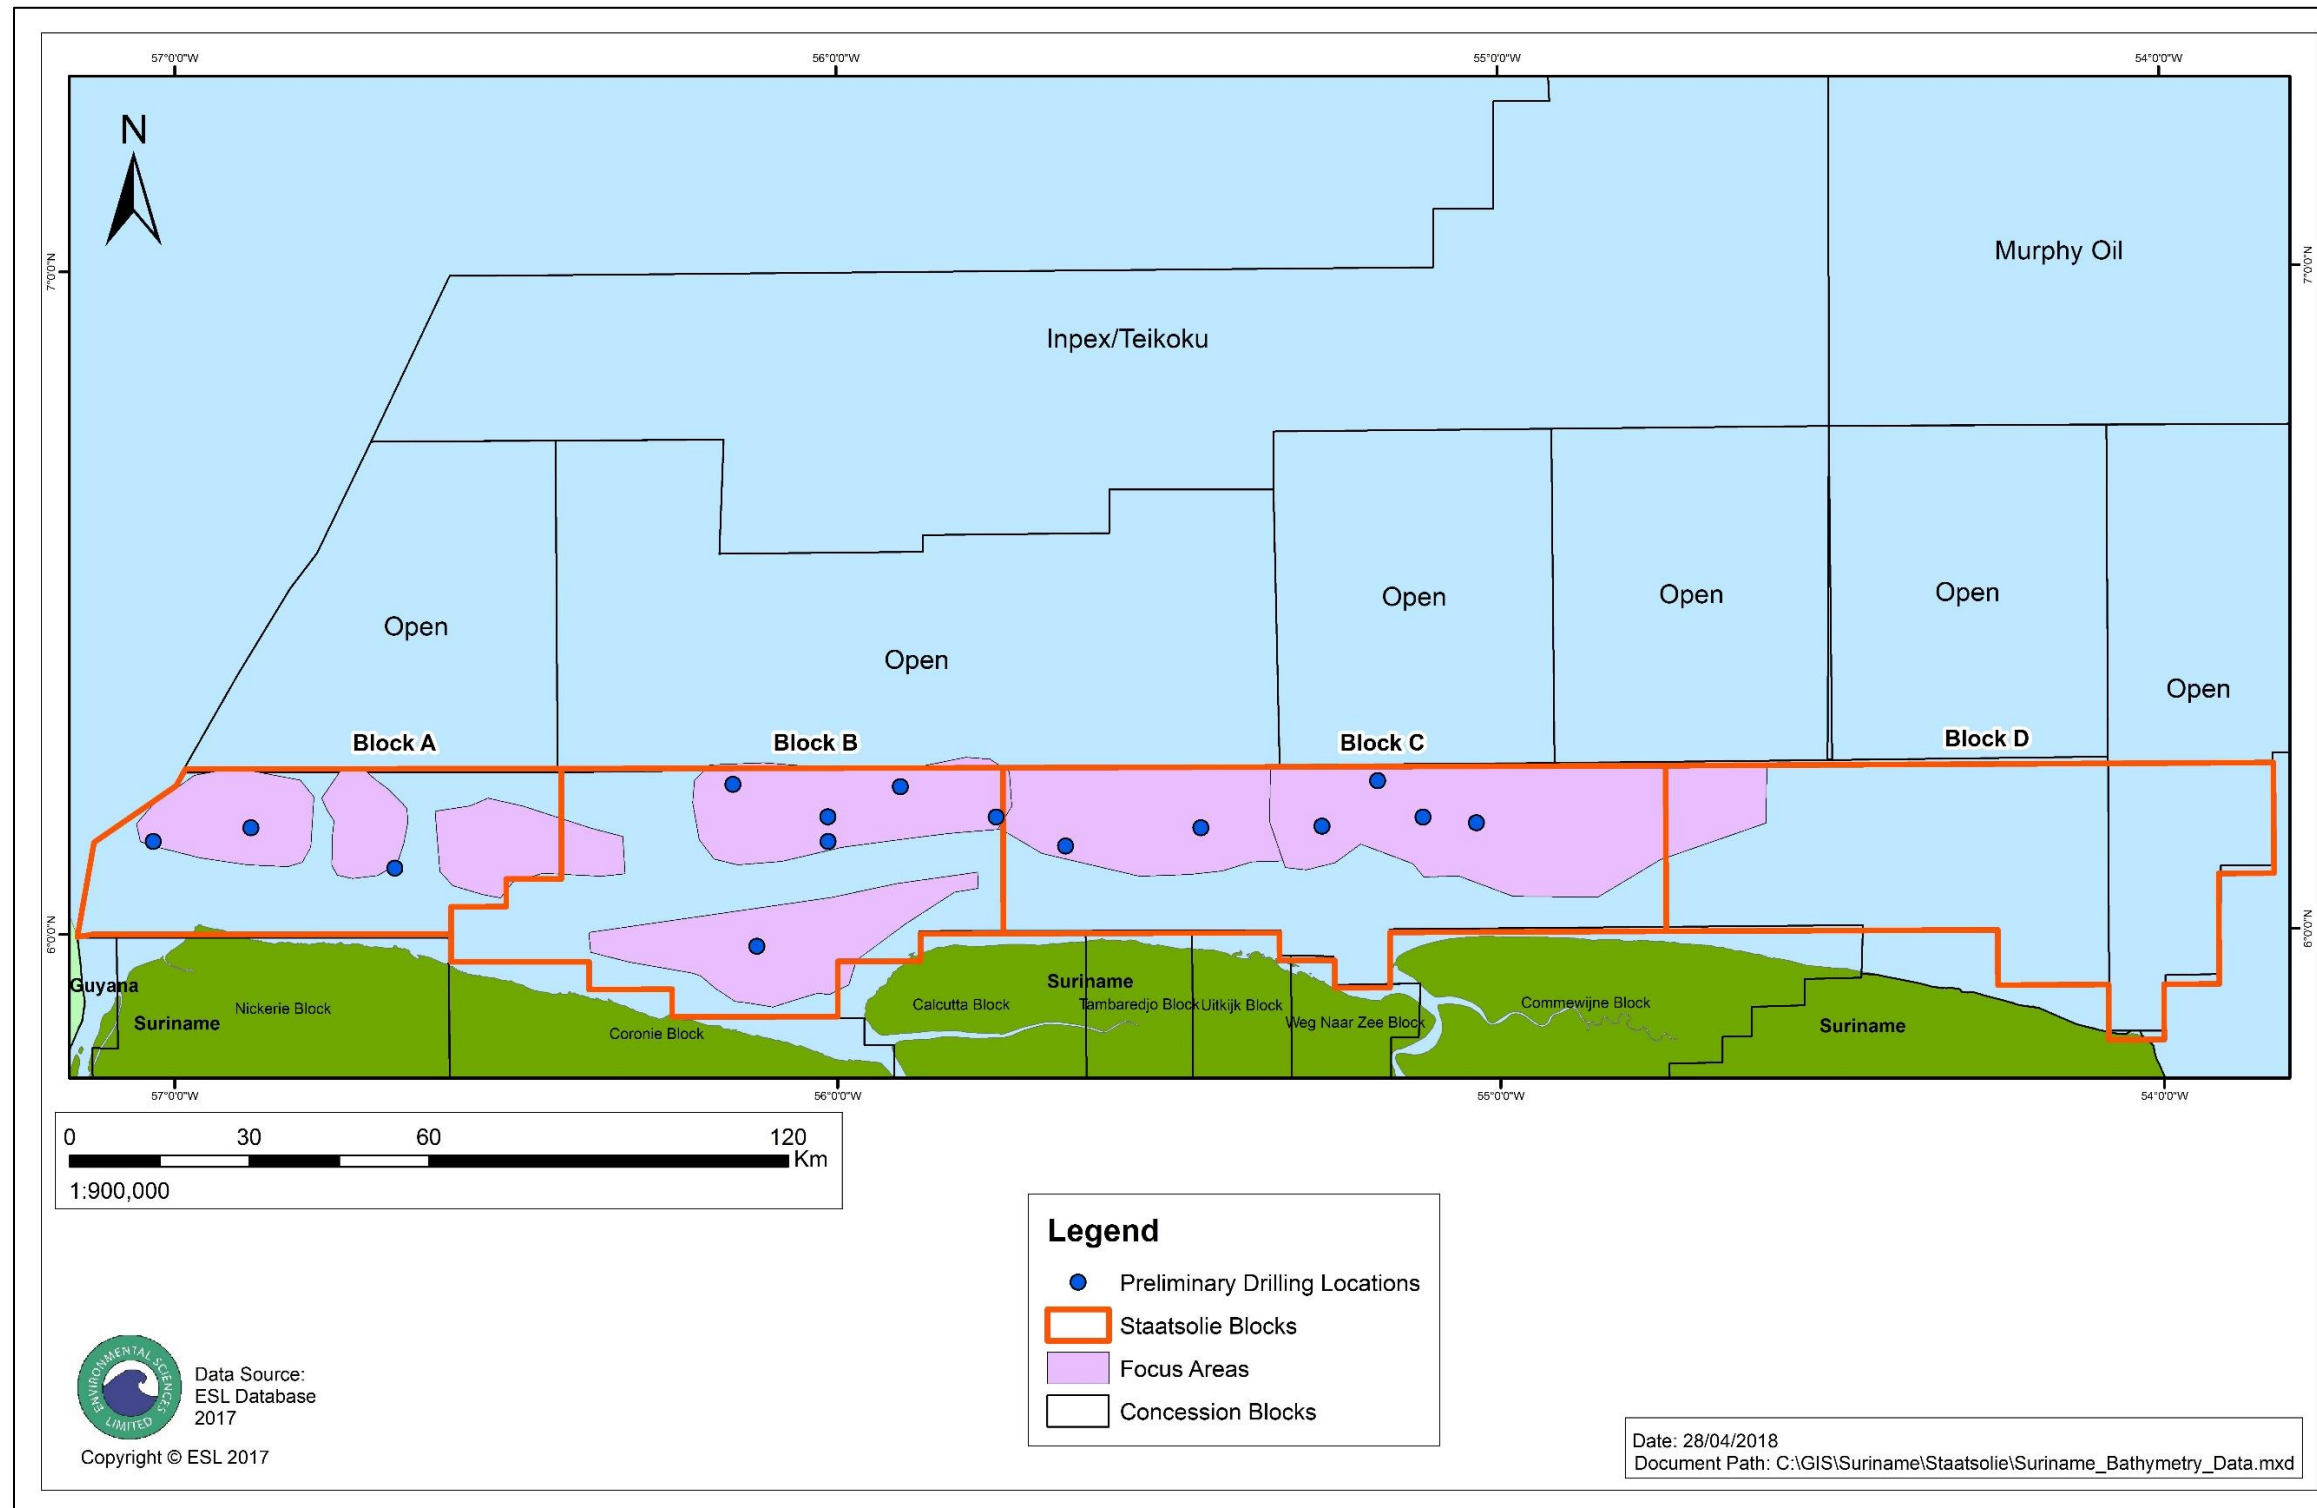 57°0'0"W
56°0'0"W
55°0'0"W
54°0'0"W
N
7°0'0"N
7°0'0"N
Murphy Oil
Inpex/Teikoku
Open
Open
Open
Open
Open
Open
Block A
Block B
Block C
Block D
6°0'0"N
6°0'0"N
Guyana
Suriname
Nickerie Block
Coronie Block
Suriname
Calcutta Block
Tambaredjo Block
Uitkijk Block
Weg Naar Zee Block
Commewijne Block
Suriname
57°0'0"W
56°0'0"W
55°0'0"W
54°0'0"W
0 30 60 120
Km
1:900,000
Legend
Preliminary Drilling Locations
Staatsolie Blocks
Focus Areas
Concession Blocks
ENVIRONMENTAL SCIENCES
LIMITED
Data Source:
ESL Database
2017
Copyright © ESL 2017
Date: 28/04/2018
Document Path: C:\GIS\Suriname\Staatsolie\Suriname_Bathymetry_Data.mxd